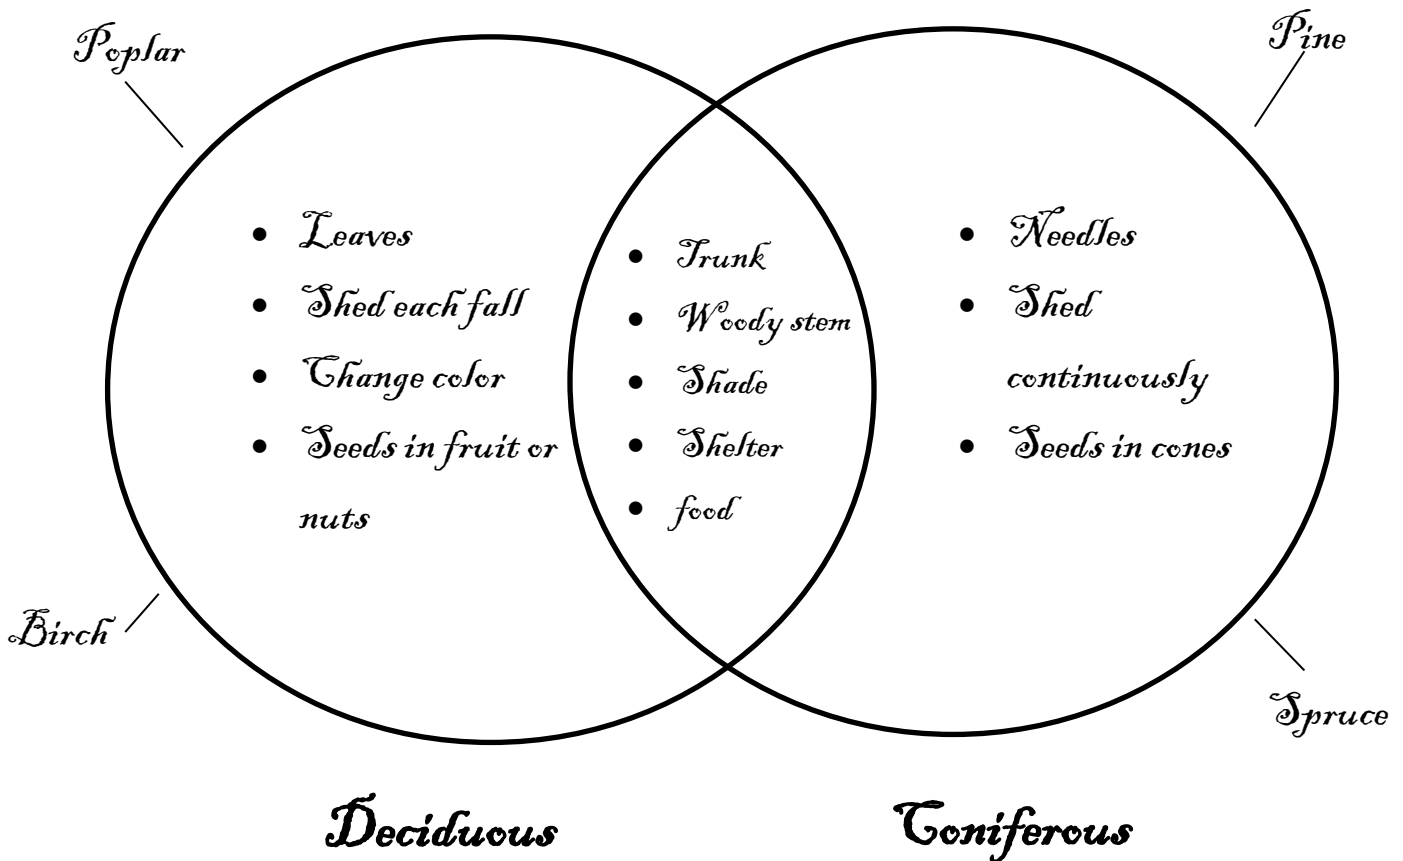 Poplar
Pine
Leaves
Shed each fall
Change color
Seeds in fruit or
nuts
Trunk
Woody stem
Shade
Shelter
food
Needles
Shed
continuously
Seeds in cones
Birch
Spruce
Deciduous
Coniferous